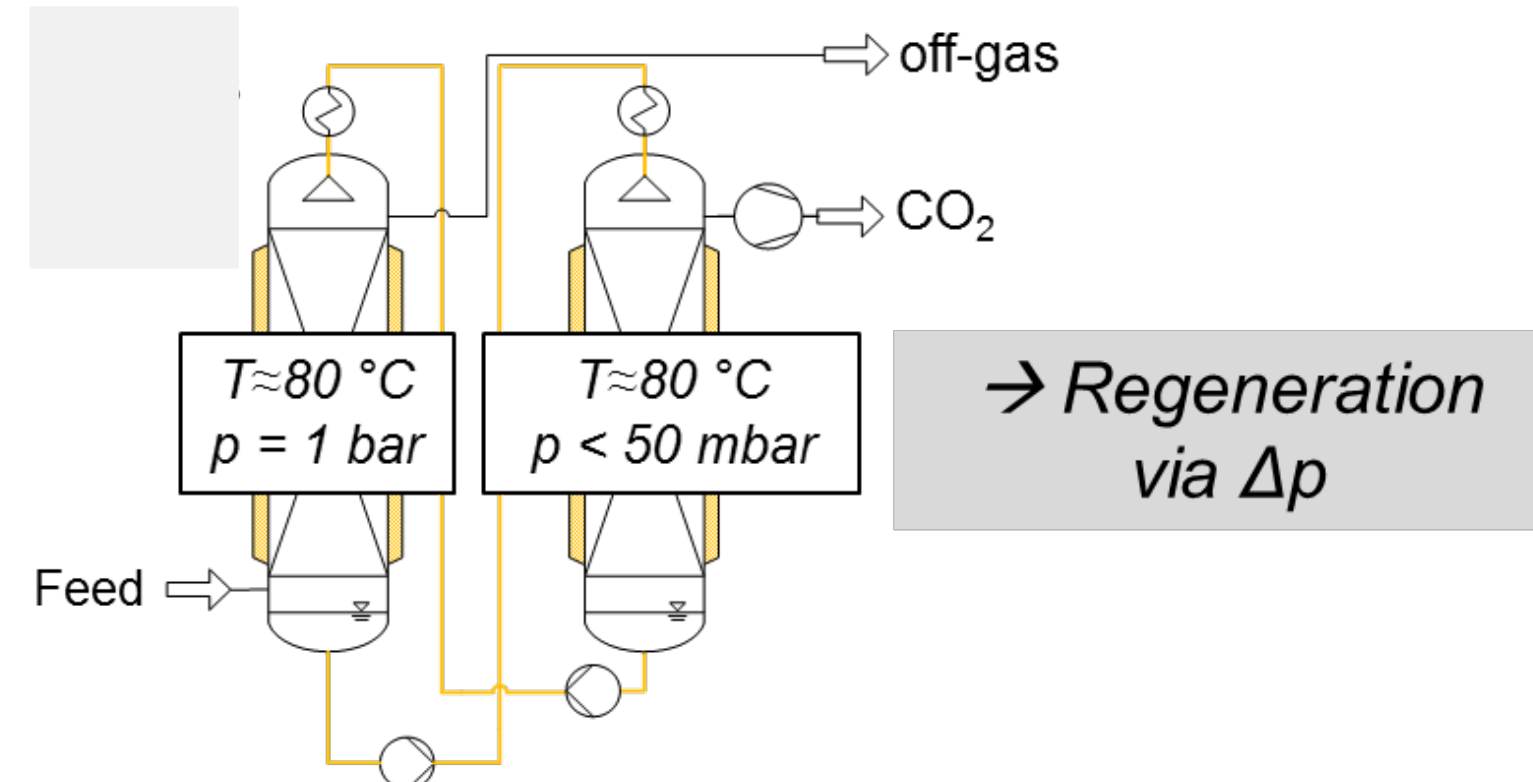 off-gas
CO₂
T≈80 °C
p = 1 bar
T≈80 °C
p < 50 mbar
→ Regeneration
via Δp
Feed